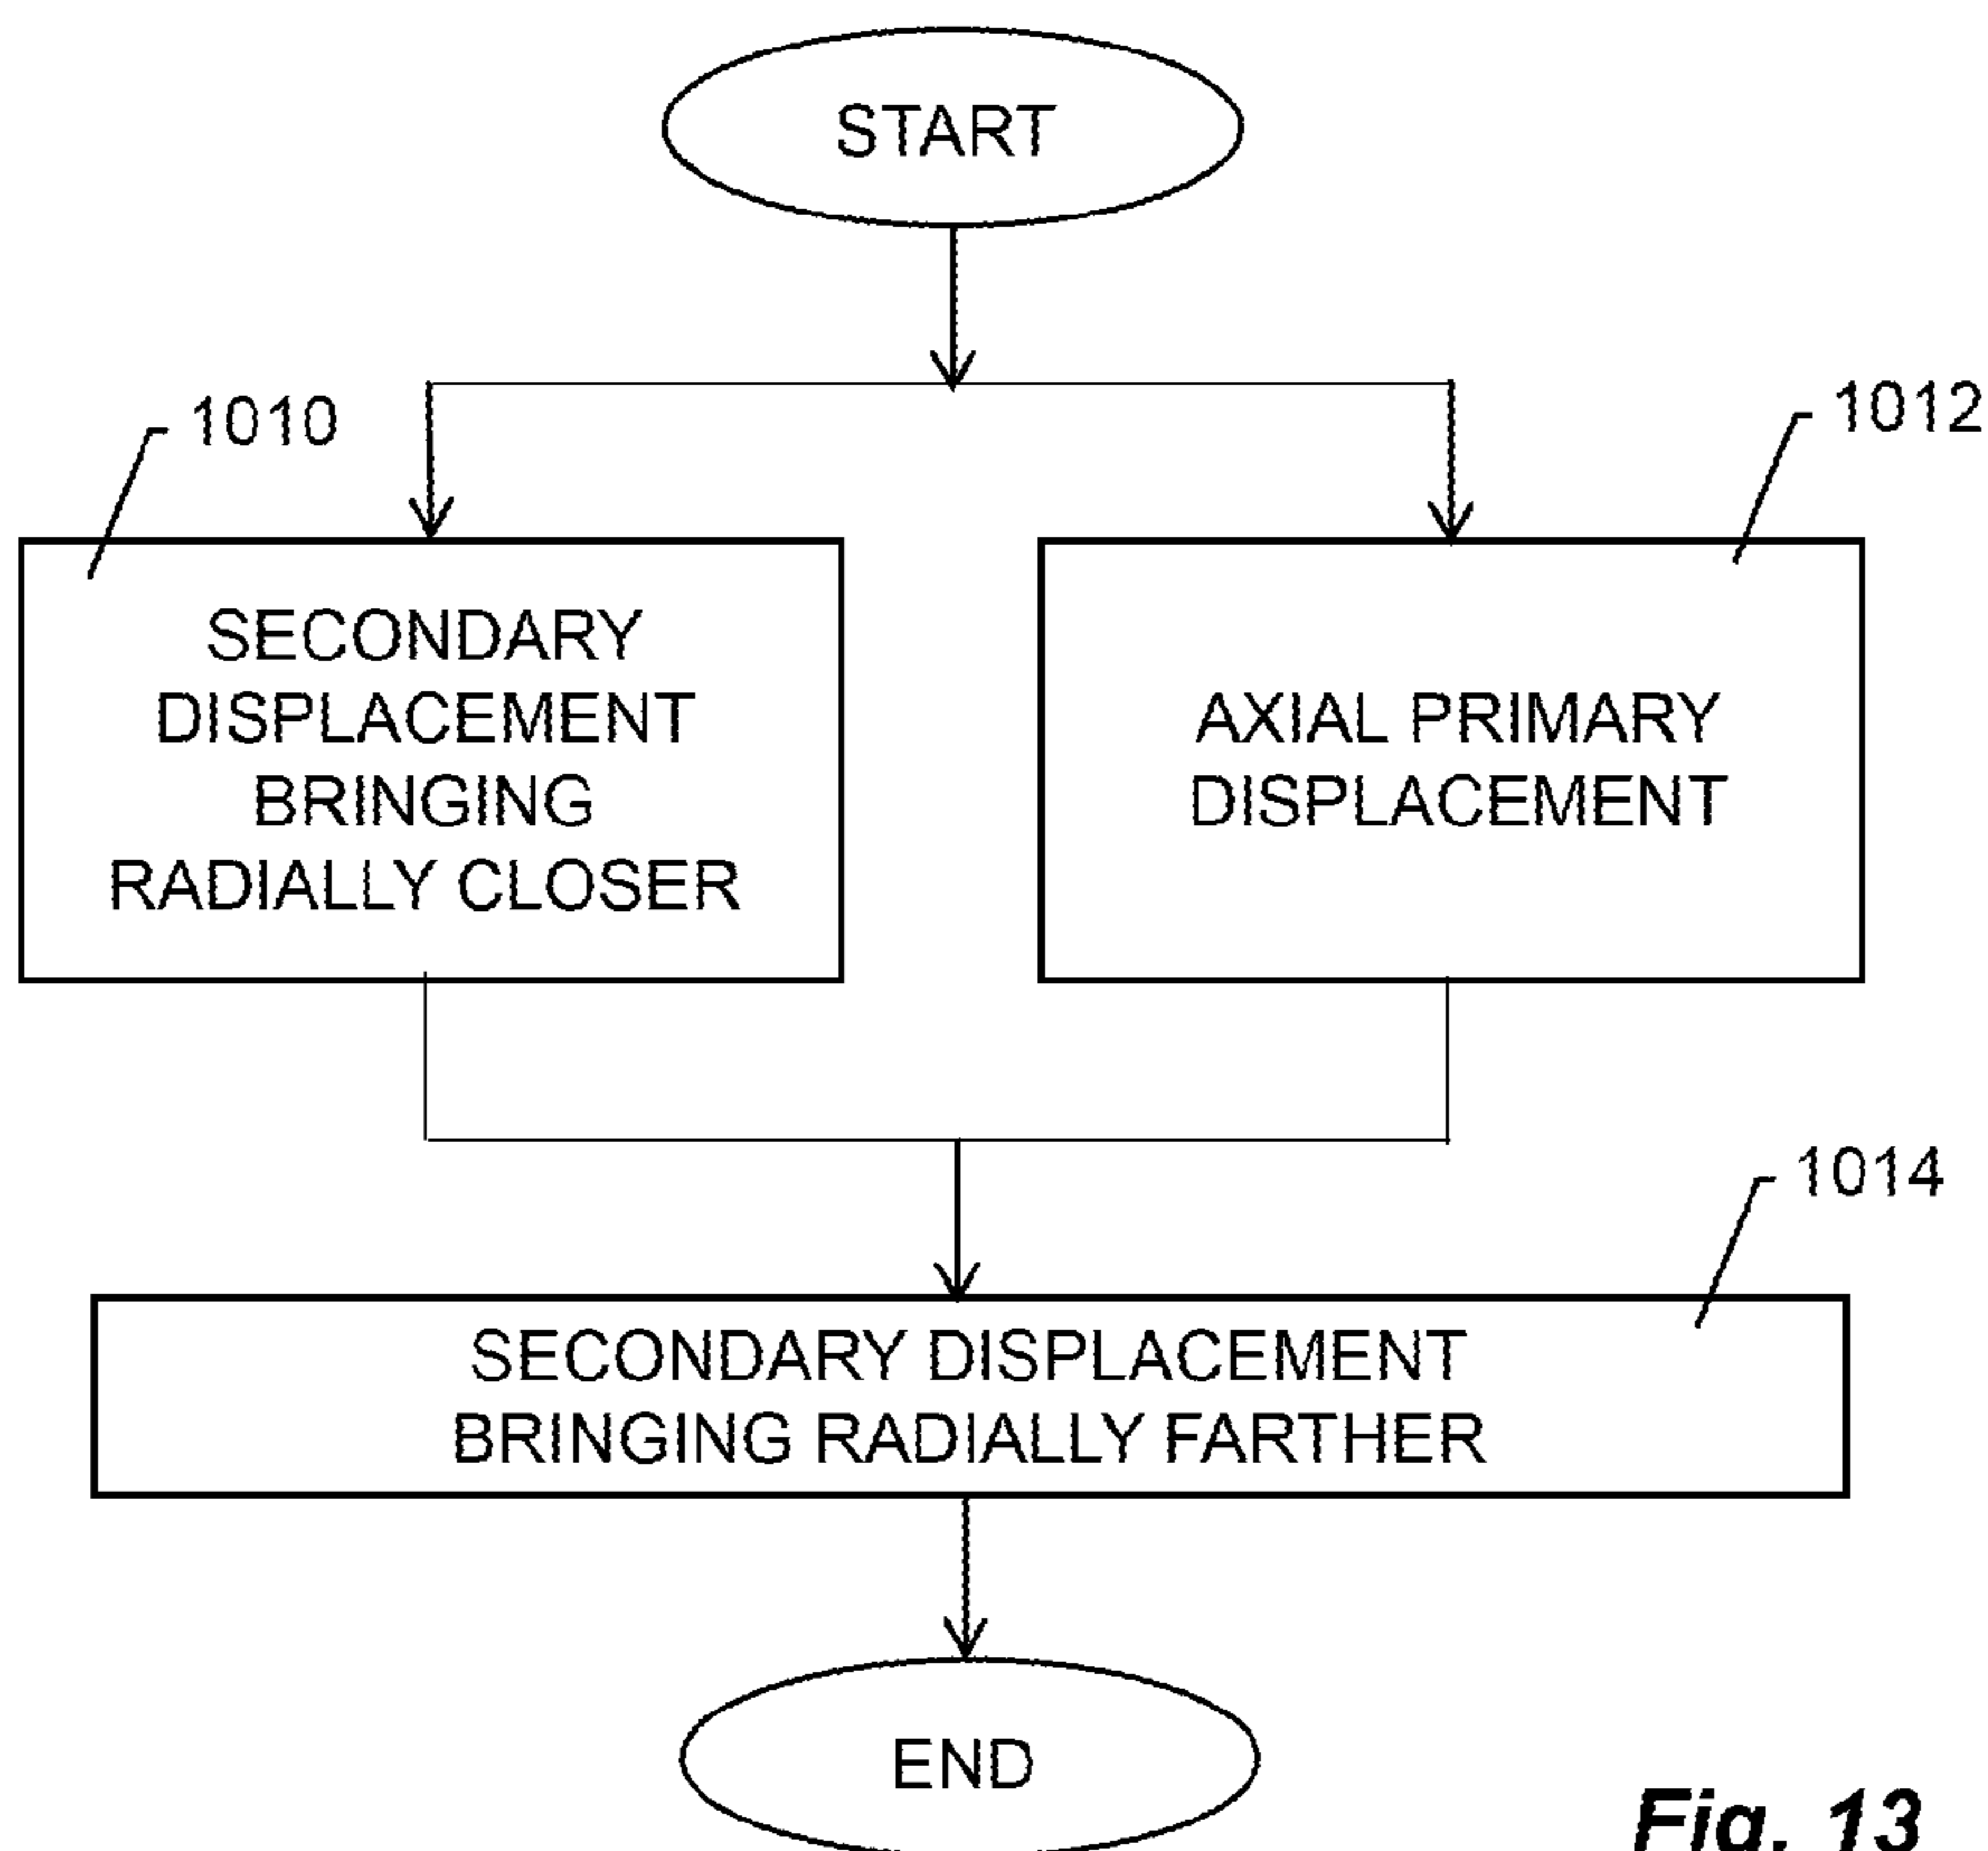 START
1010
1012
SECONDARY
DISPLACEMENT
BRINGING
RADIALLY CLOSER
AXIAL PRIMARY
DISPLACEMENT
1014
SECONDARY DISPLACEMENT
BRINGING RADIALLY FARTHER
END
Fig. 13